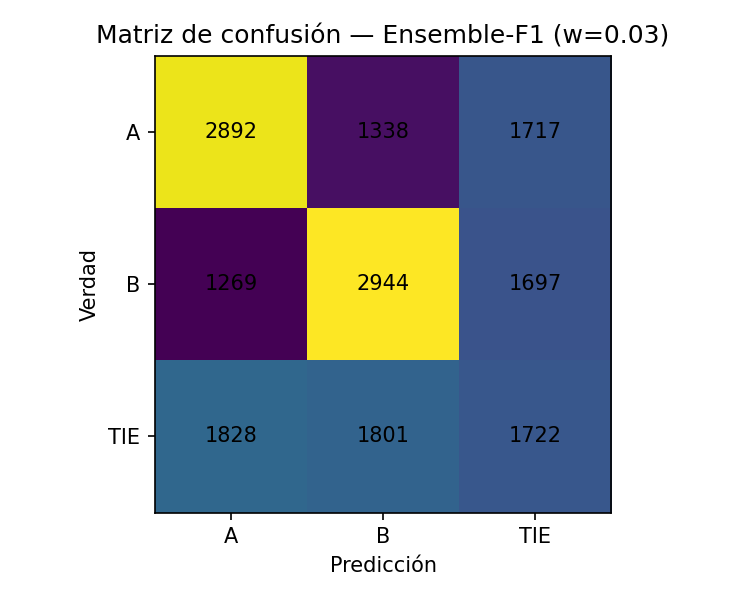 Matriz de confusión — Ensemble-F1 (w=0.03)
A 2892 1338 1717
B 1269 2944 1697
TIE 1828 1801 1722
A B TIE
Predicción
Verdad